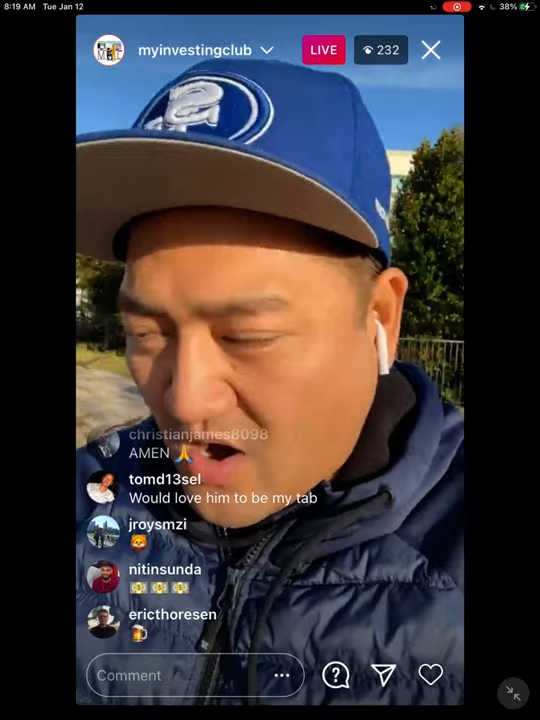 8:19 AM Tue Jan 12
38%
myinvestingclub
LIVE
232
christianjames8098
AMEN 🙏
tomd13sel
Would love him to be my tab
jroysmzi
🦁
nitinsunda
💵 💵 💵
ericthoresen
🍺
Comment